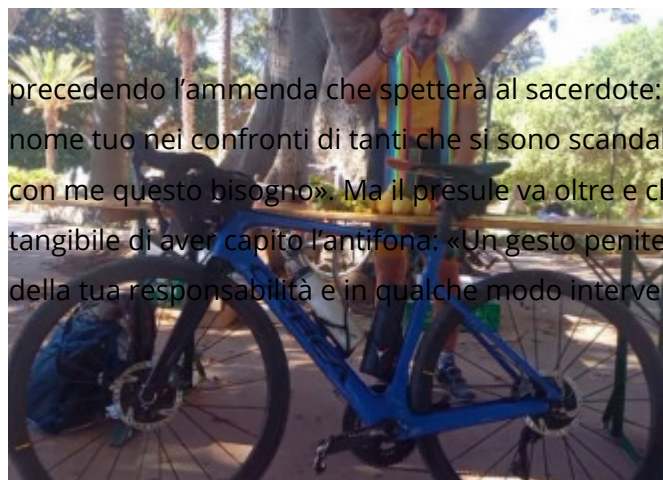 precedendo l’ammenda che spetterà al sacerdote:
nome tuo nei confronti di tanti che si sono scandal
con me questo bisogno». Ma il presule va oltre e
tangibile di aver capito l’antifona: «Un gesto penite
della tua responsabilità e in qualche modo interve